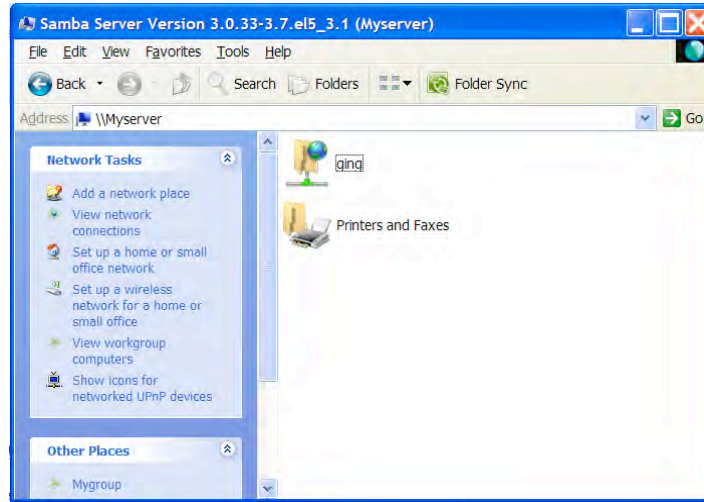 Samba Server Version 3.0.33-3.7.el5_3.1 (Myserver)
File Edit View Favorites Tools Help
Back Search Folders Folder Sync
Address \\Myserver Go
Network Tasks
Add a network place
View network
connections
Set up a home or small
office network
Set up a wireless
network for a home or
small office
View workgroup
computers
Show icons for
networked UPnP devices
Other Places
Mygroup
qing
Printers and Faxes